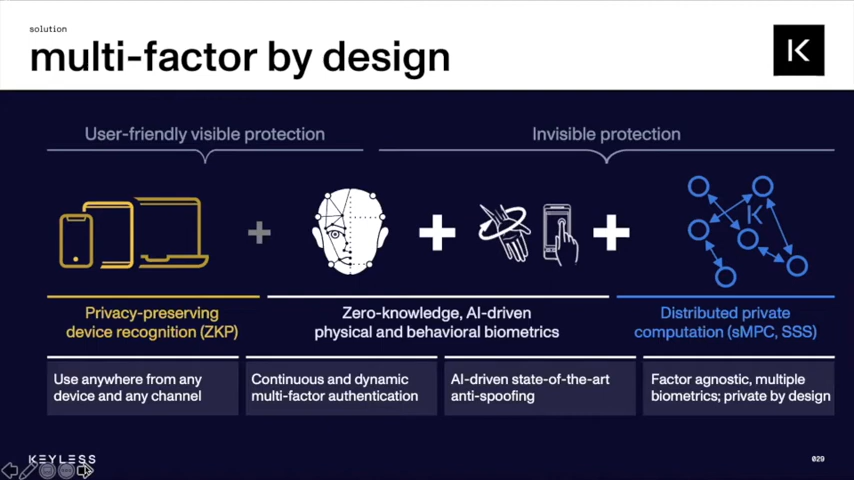 solution
multi-factor by design
User-friendly visible protection
Invisible protection
Privacy-preserving
device recognition (ZKP)
Zero-knowledge, AI-driven
physical and behavioral biometrics
Distributed private
computation (sMPC, SSS)
Use anywhere from any
device and any channel
Continuous and dynamic
multi-factor authentication
AI-driven state-of-the-art
anti-spoofing
Factor agnostic, multiple
biometrics; private by design
KEYLESS
029